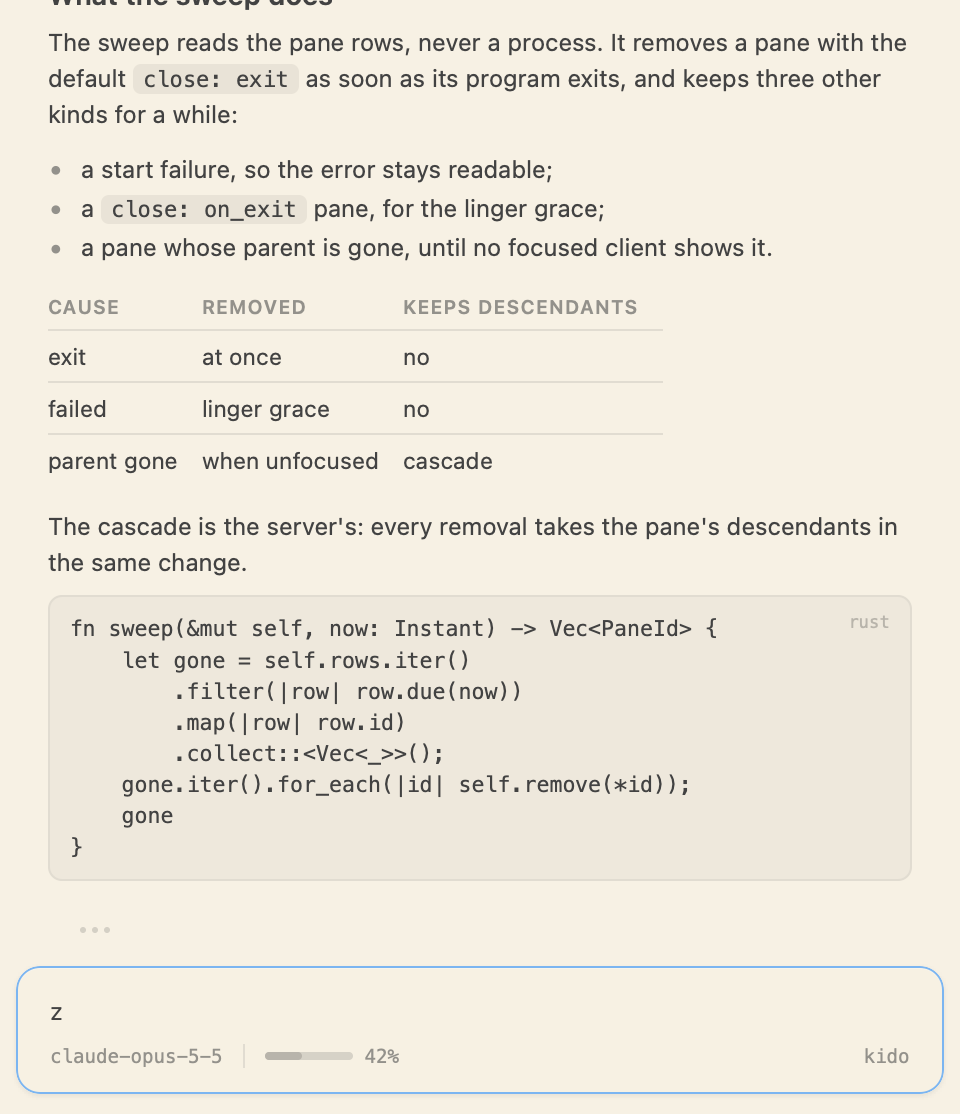 What the sweep does
The sweep reads the pane rows, never a process. It removes a pane with the
default close: exit as soon as its program exits, and keeps three other
kinds for a while:
• a start failure, so the error stays readable;
• a close: on_exit pane, for the linger grace;
• a pane whose parent is gone, until no focused client shows it.
CAUSE REMOVED KEEPS DESCENDANTS
exit at once no
failed linger grace no
parent gone when unfocused cascade
The cascade is the server's: every removal takes the pane's descendants in
the same change.
rust
fn sweep(&mut self, now: Instant) -> Vec<PaneId> {
    let gone = self.rows.iter()
        .filter(|row| row.due(now))
        .map(|row| row.id)
        .collect::<Vec<_>>();
    gone.iter().for_each(|id| self.remove(*id));
    gone
}
z
claude-opus-5-5 42% kido